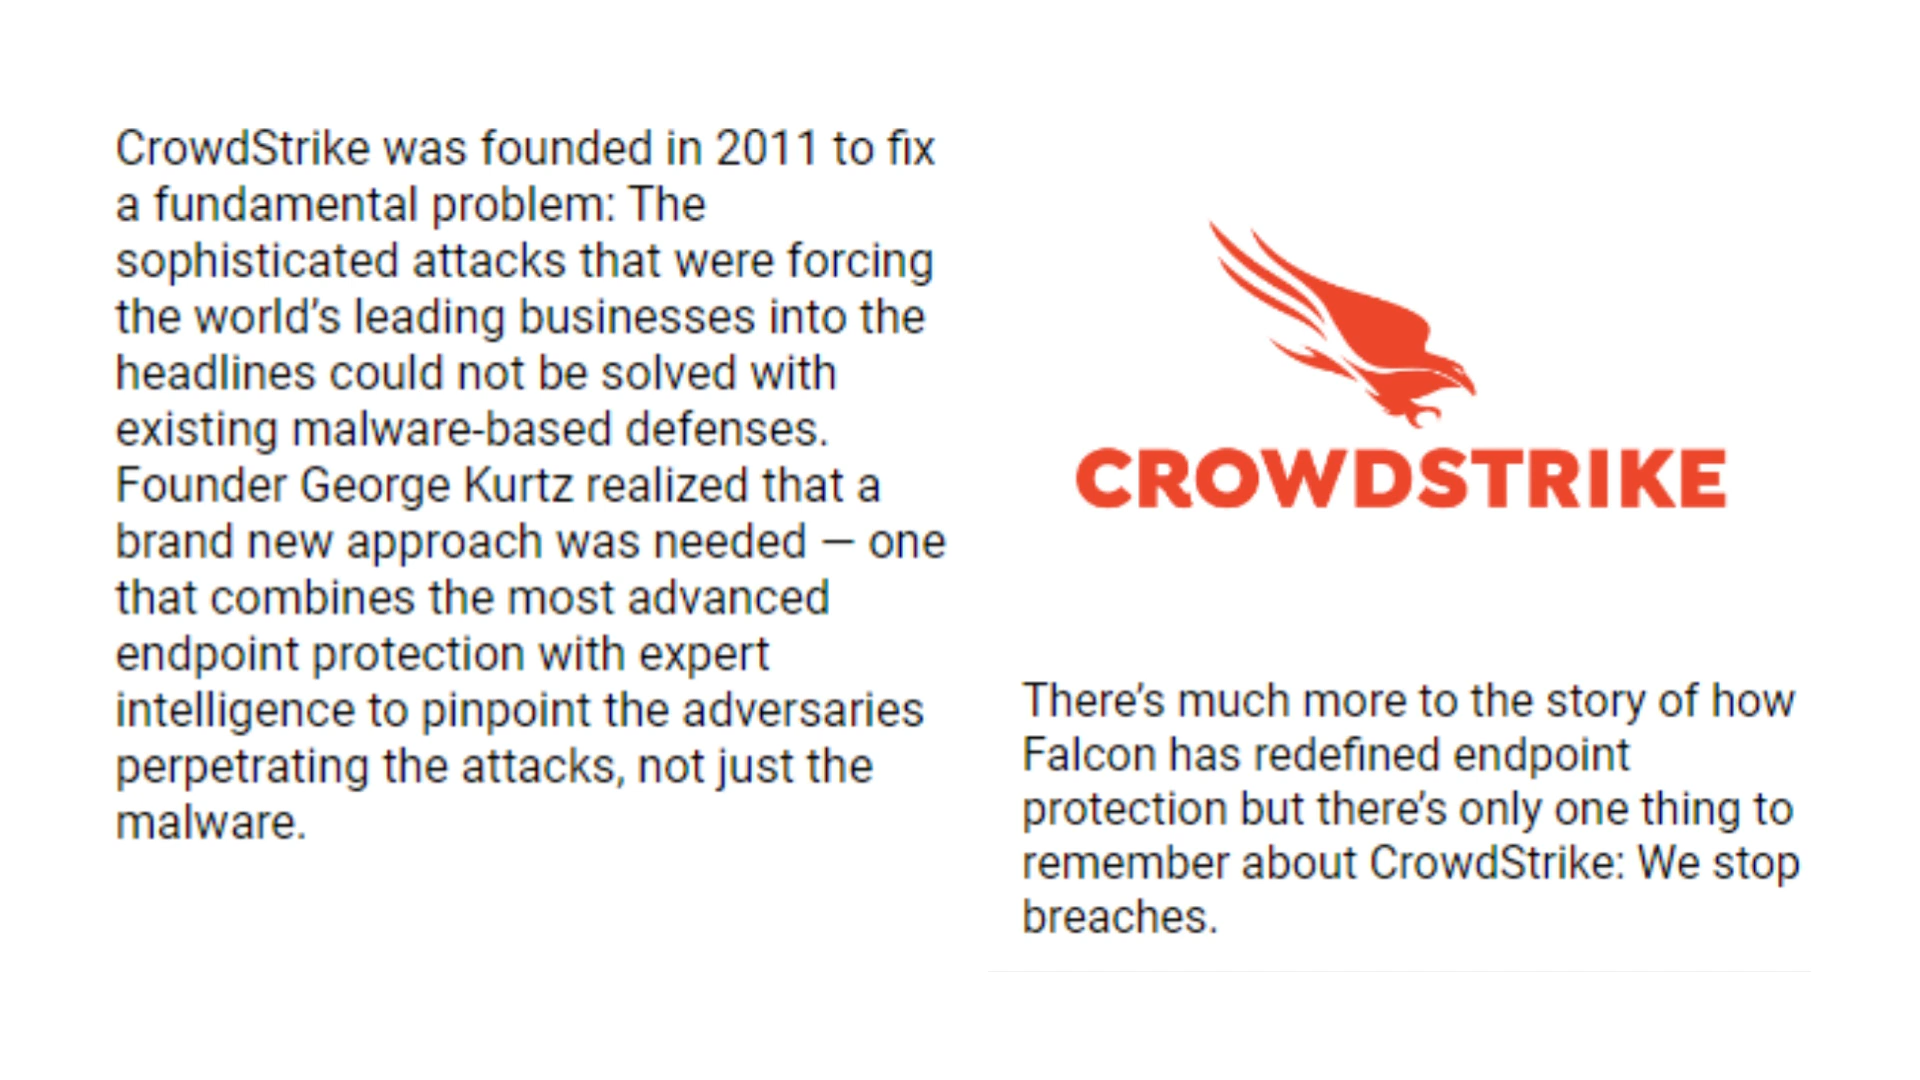 CrowdStrike was founded in 2011 to fix
a fundamental problem: The
sophisticated attacks that were forcing
the world’s leading businesses into the
headlines could not be solved with
existing malware-based defenses.
Founder George Kurtz realized that a
brand new approach was needed — one
that combines the most advanced
endpoint protection with expert
intelligence to pinpoint the adversaries
perpetrating the attacks, not just the
malware.
CROWDSTRIKE
There’s much more to the story of how
Falcon has redefined endpoint
protection but there’s only one thing to
remember about CrowdStrike: We stop
breaches.